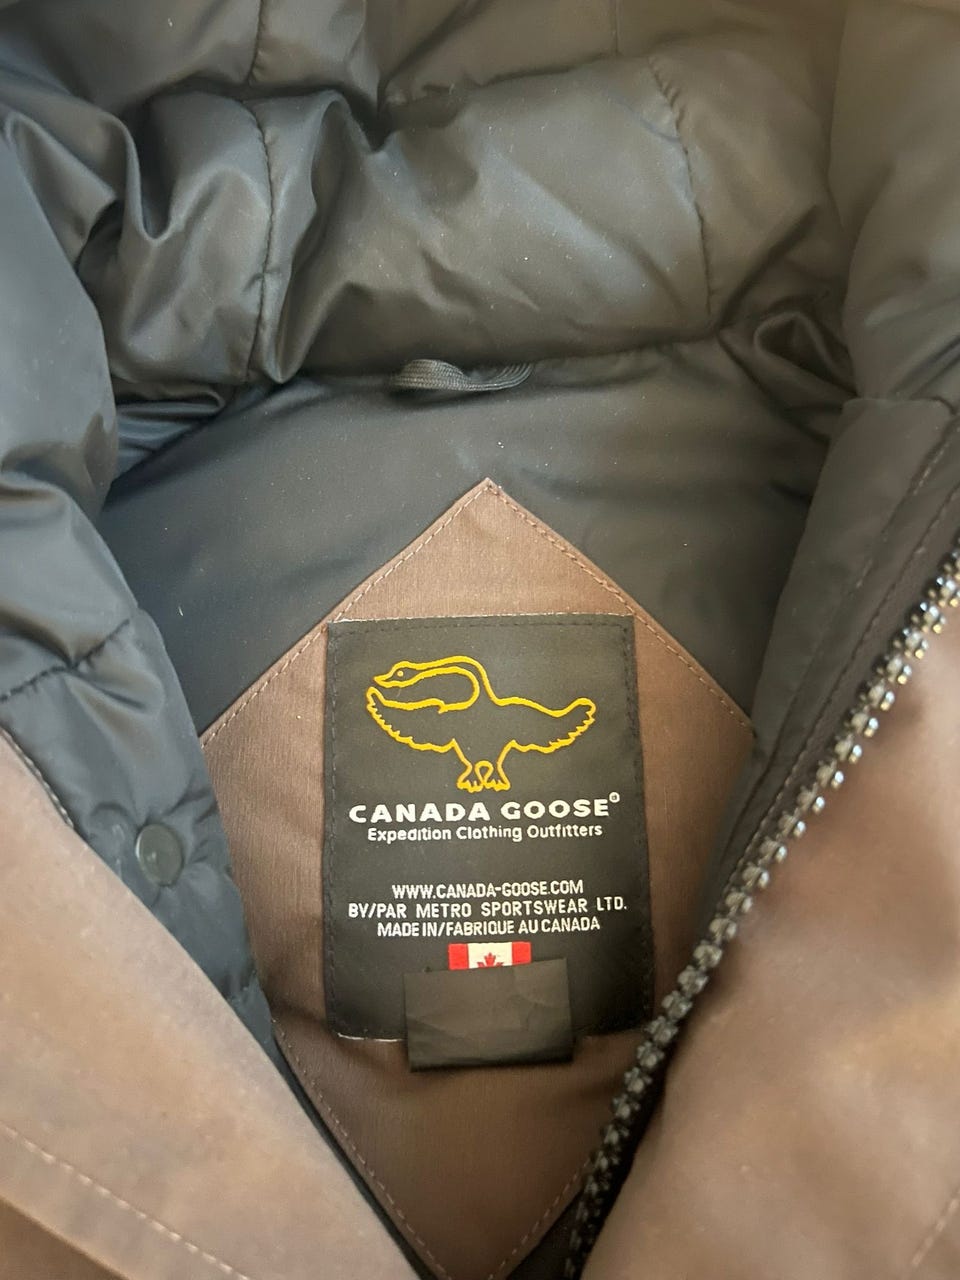 CANADA GOOSE®
Expedition Clothing Outfitters
WWW.CANADA-GOOSE.COM
BY/PAR METRO SPORTSWEAR LTD.
MADE IN/FABRIQUE AU CANADA